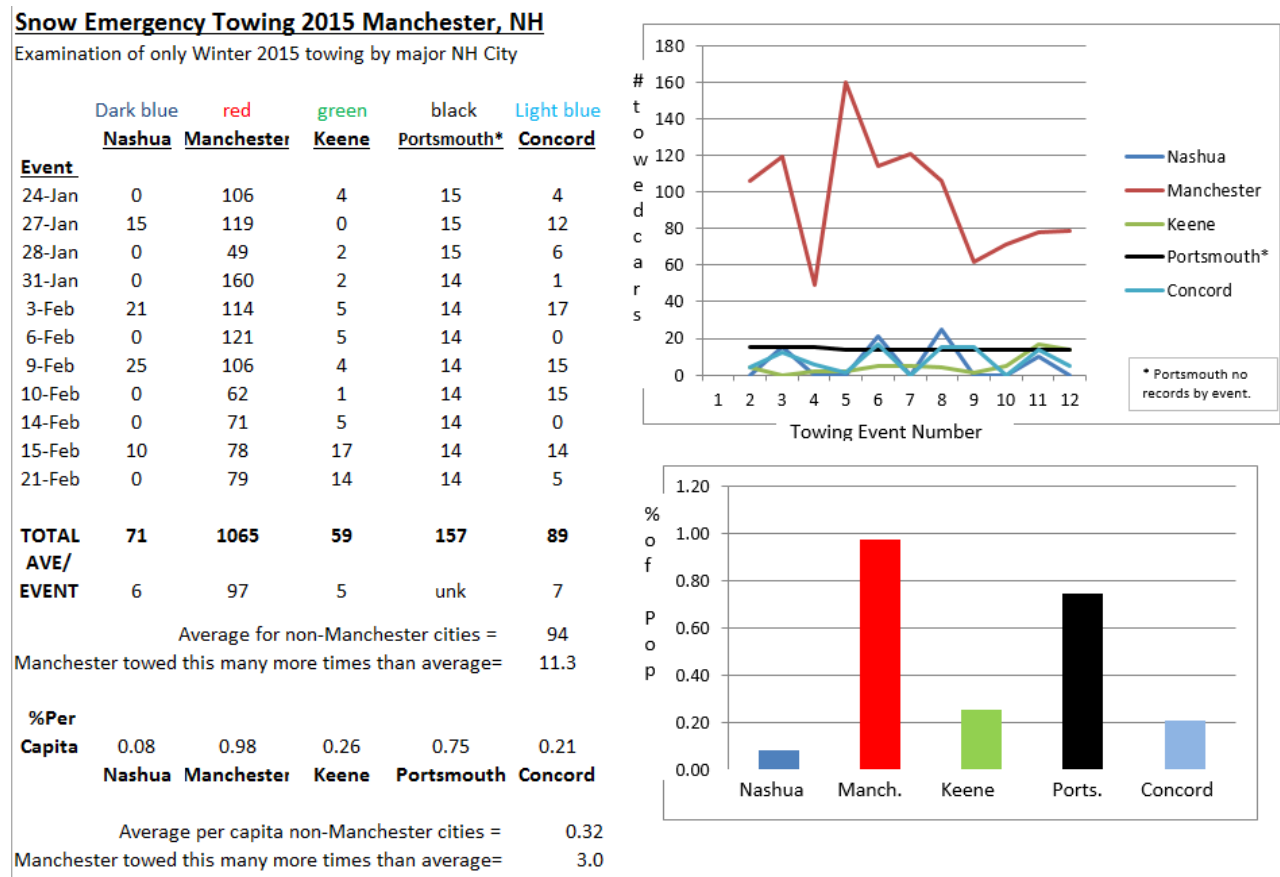 Snow Emergency Towing 2015 Manchester, NH
Examination of only Winter 2015 towing by major NH City
Dark blue red green black Light blue
Nashua Manchester Keene Portsmouth* Concord
Event
24-Jan 0 106 4 15 4
27-Jan 15 119 0 15 12
28-Jan 0 49 2 15 6
31-Jan 0 160 2 14 1
3-Feb 21 114 5 14 17
6-Feb 0 121 5 14 0
9-Feb 25 106 4 14 15
10-Feb 0 62 1 14 15
14-Feb 0 71 5 14 0
15-Feb 10 78 17 14 14
21-Feb 0 79 14 14 5
TOTAL 71 1065 59 157 89
AVE/
EVENT 6 97 5 unk 7
Average for non-Manchester cities = 94
Manchester towed this many more times than average= 11.3
%Per
Capita 0.08 0.98 0.26 0.75 0.21
Nashua Manchester Keene Portsmouth Concord
Average per capita non-Manchester cities = 0.32
Manchester towed this many more times than average= 3.0
# towed cars
180
160
140
120
100
80
60
40
20
0
1 2 3 4 5 6 7 8 9 10 11 12
Towing Event Number
Nashua
Manchester
Keene
Portsmouth*
Concord
* Portsmouth no
records by event.
% of Pop
1.20
1.00
0.80
0.60
0.40
0.20
0.00
Nashua Manch. Keene Ports. Concord